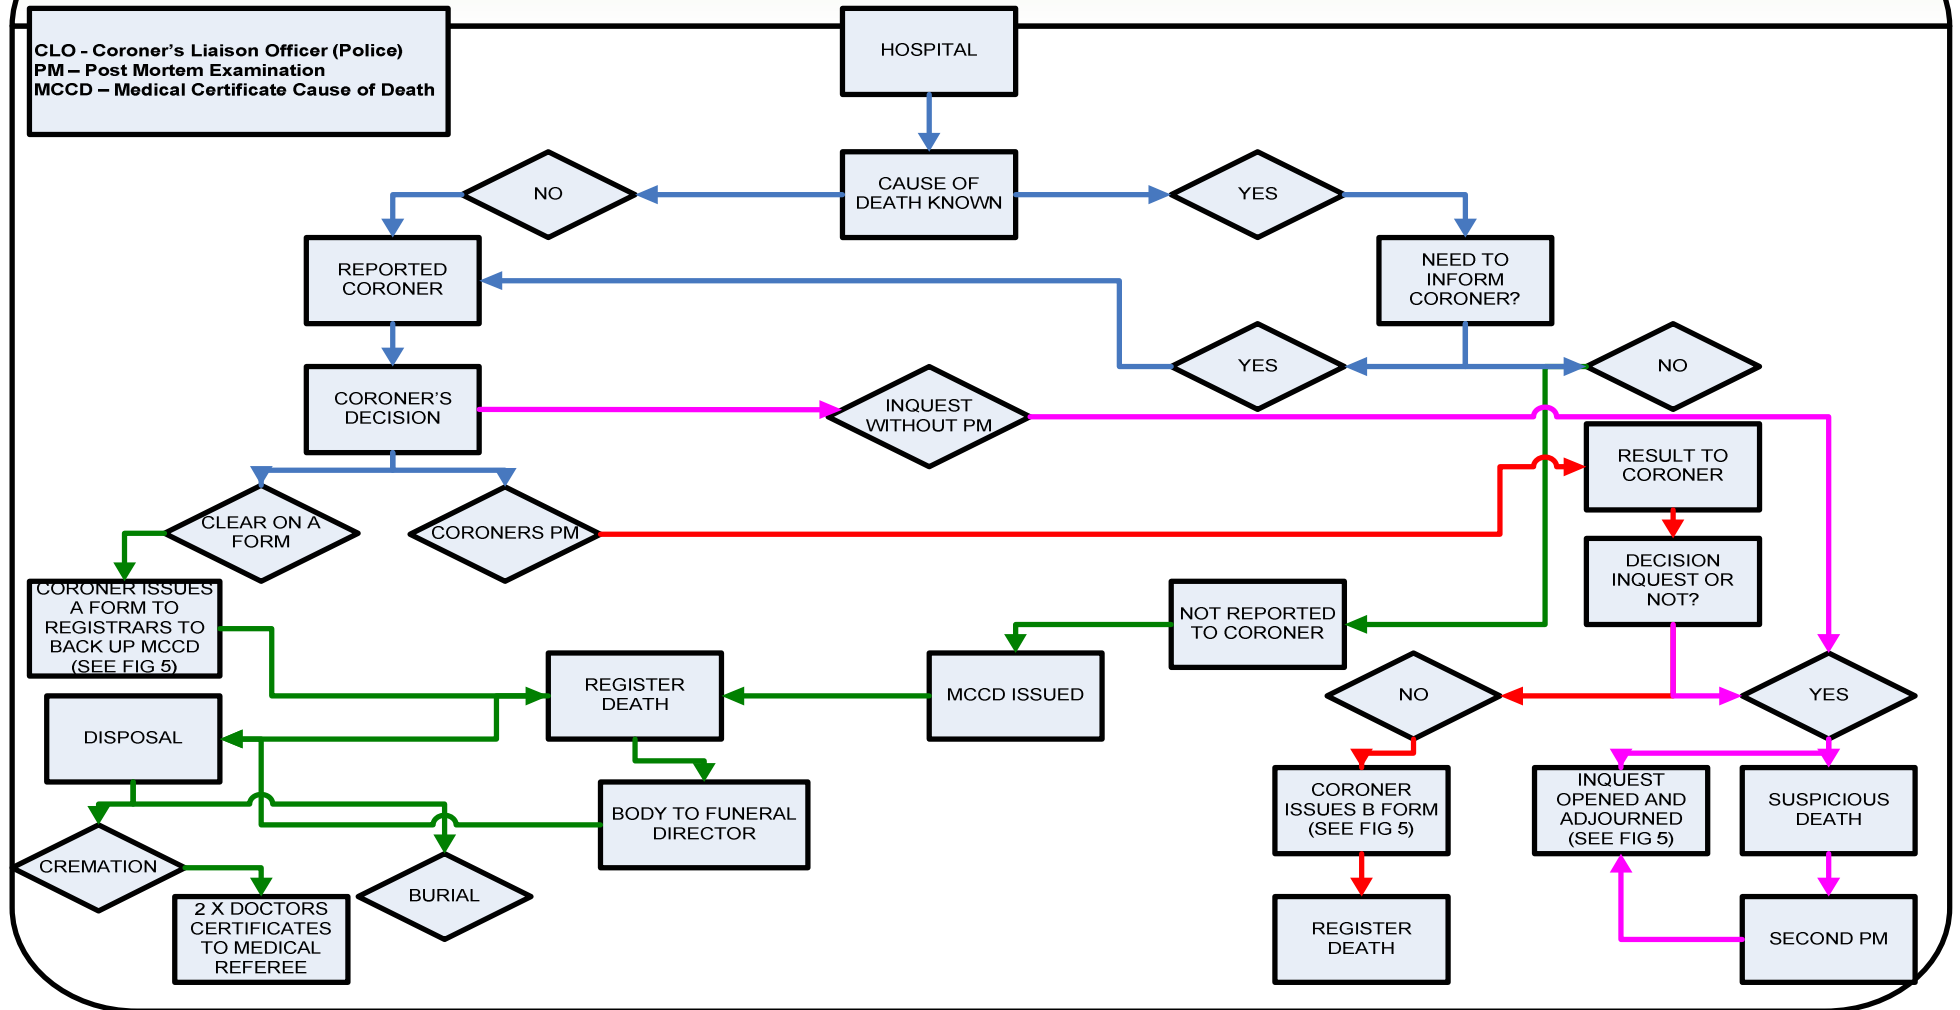 CLO - Coroner's Liaison Officer (Police)
PM – Post Mortem Examination
MCCD – Medical Certificate Cause of Death
HOSPITAL
CAUSE OF
DEATH KNOWN
NO
YES
REPORTED
CORONER
NEED TO
INFORM
CORONER?
YES
NO
CORONER'S
DECISION
INQUEST
WITHOUT PM
RESULT TO
CORONER
CLEAR ON A
FORM
CORONERS PM
DECISION
INQUEST OR
NOT?
CORONER ISSUES
A FORM TO
REGISTRARS TO
BACK UP MCCD
(SEE FIG 5)
NOT REPORTED
TO CORONER
REGISTER
DEATH
MCCD ISSUED
NO
YES
DISPOSAL
BODY TO FUNERAL
DIRECTOR
CORONER
ISSUES B FORM
(SEE FIG 5)
INQUEST
OPENED AND
ADJOURNED
(SEE FIG 5)
SUSPICIOUS
DEATH
CREMATION
BURIAL
2 X DOCTORS
CERTIFICATES
TO MEDICAL
REFEREE
REGISTER
DEATH
SECOND PM